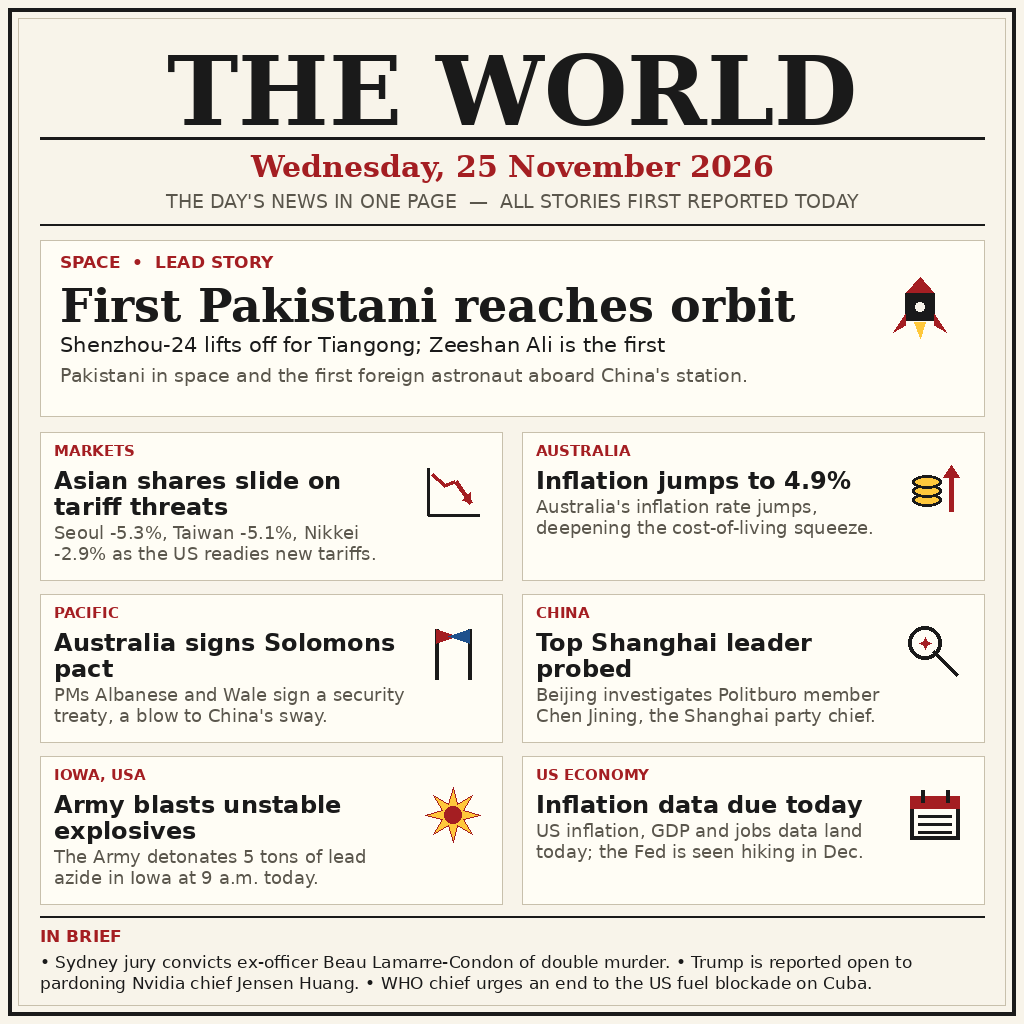 THE WORLD
Wednesday, 25 November 2026
THE DAY'S NEWS IN ONE PAGE — ALL STORIES FIRST REPORTED TODAY
SPACE • LEAD STORY
First Pakistani reaches orbit
Shenzhou-24 lifts off for Tiangong; Zeeshan Ali is the first
Pakistani in space and the first foreign astronaut aboard China's station.
MARKETS
Asian shares slide on
tariff threats
Seoul -5.3%, Taiwan -5.1%, Nikkei
-2.9% as the US readies new tariffs.
AUSTRALIA
Inflation jumps to 4.9%
Australia's inflation rate jumps,
deepening the cost-of-living squeeze.
PACIFIC
Australia signs Solomons
pact
PMs Albanese and Wale sign a security
treaty, a blow to China's sway.
CHINA
Top Shanghai leader
probed
Beijing investigates Politburo member
Chen Jining, the Shanghai party chief.
IOWA, USA
Army blasts unstable
explosives
The Army detonates 5 tons of lead
azide in Iowa at 9 a.m. today.
US ECONOMY
Inflation data due today
US inflation, GDP and jobs data land
today; the Fed is seen hiking in Dec.
IN BRIEF
• Sydney jury convicts ex-officer Beau Lamarre-Condon of double murder. • Trump is reported open to
pardoning Nvidia chief Jensen Huang. • WHO chief urges an end to the US fuel blockade on Cuba.